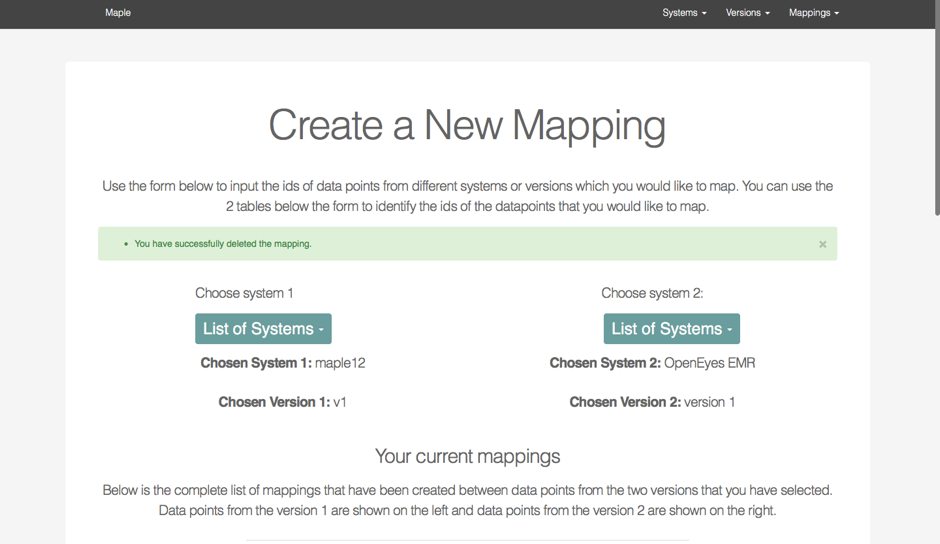 Maple Systems Versions Mappings
Create a New Mapping
Use the form below to input the ids of data points from different systems or versions which you would like to map. You can use the
2 tables below the form to identify the ids of the datapoints that you would like to map.
• You have successfully deleted the mapping. ×
Choose system 1 Choose system 2:
List of Systems List of Systems
Chosen System 1: maple12 Chosen System 2: OpenEyes EMR
Chosen Version 1: v1 Chosen Version 2: version 1
Your current mappings
Below is the complete list of mappings that have been created between data points from the two versions that you have selected.
Data points from the version 1 are shown on the left and data points from the version 2 are shown on the right.